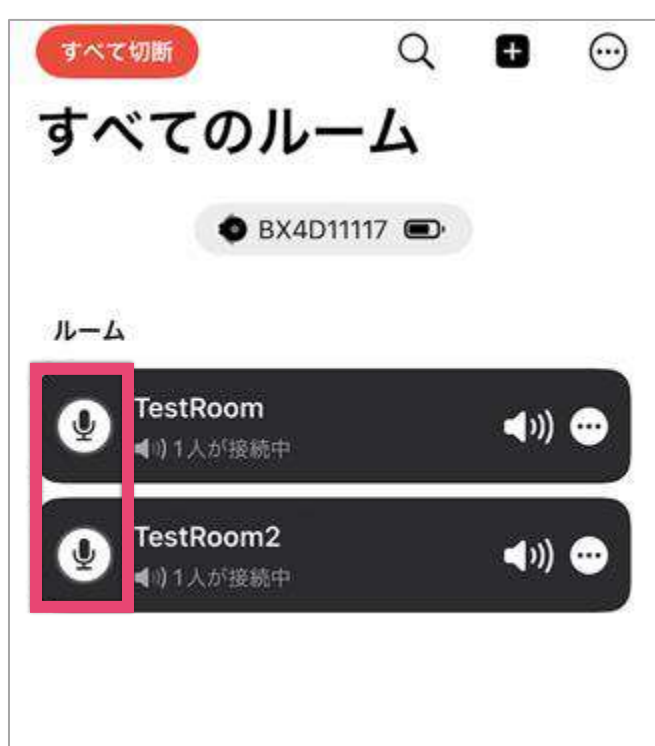 すべて切断
すべてのルーム
BX4D11117
ルーム
TestRoom
1人が接続中
TestRoom2
1人が接続中